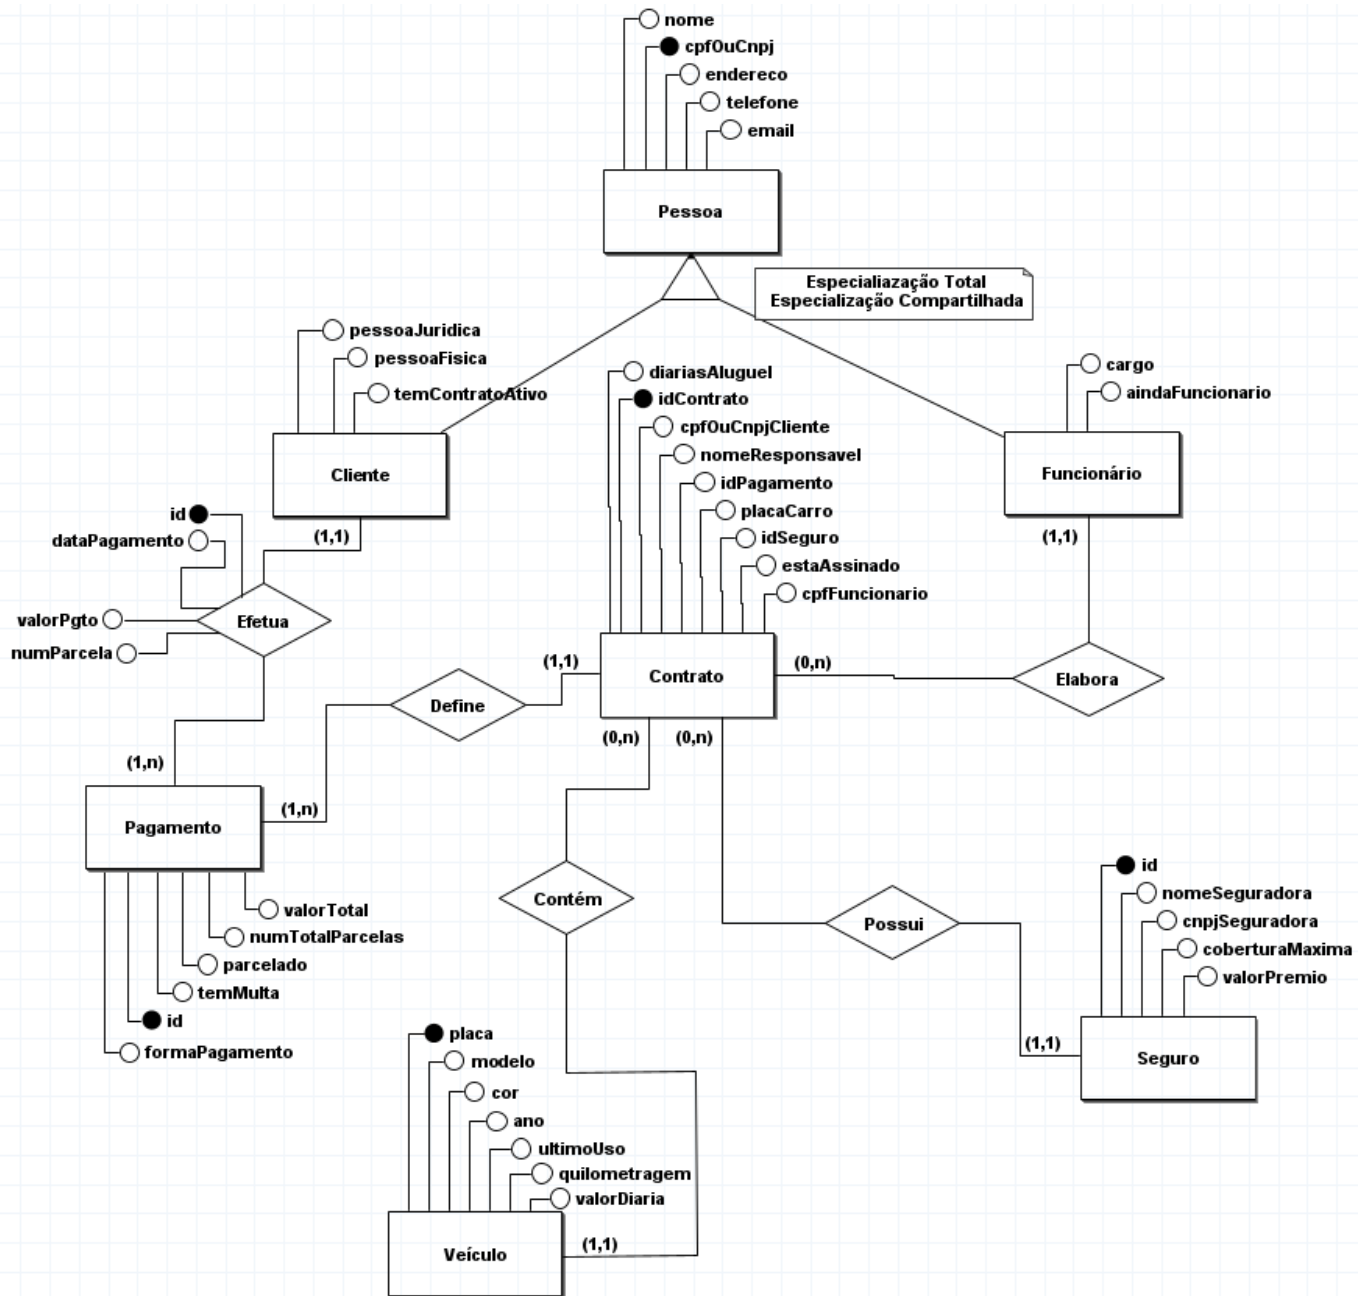 nome
cpfOuCnpj
endereco
telefone
email
Pessoa
Especialiazação Total
Especialização Compartilhada
pessoaJuridica
pessoaFisica
temContratoAtivo
Cliente
(1,1)
diariasAluguel
idContrato
cpfOuCnpjCliente
nomeResponsavel
idPagamento
placaCarro
idSeguro
estaAssinado
cpfFuncionario
Contrato
cargo
aindaFuncionario
Funcionário
(1,1)
id
dataPagamento
valorPgto
numParcela
Efetua
(1,n)
Define
(1,1)
(1,n)
(0,n)
Elabora
(0,n)
(0,n)
Pagamento
valorTotal
numTotalParcelas
parcelado
temMulta
id
formaPagamento
Contém
Possui
id
nomeSeguradora
cnpjSeguradora
coberturaMaxima
valorPremio
(1,1)
Seguro
placa
modelo
cor
ano
ultimoUso
quilometragem
valorDiaria
Veículo
(1,1)